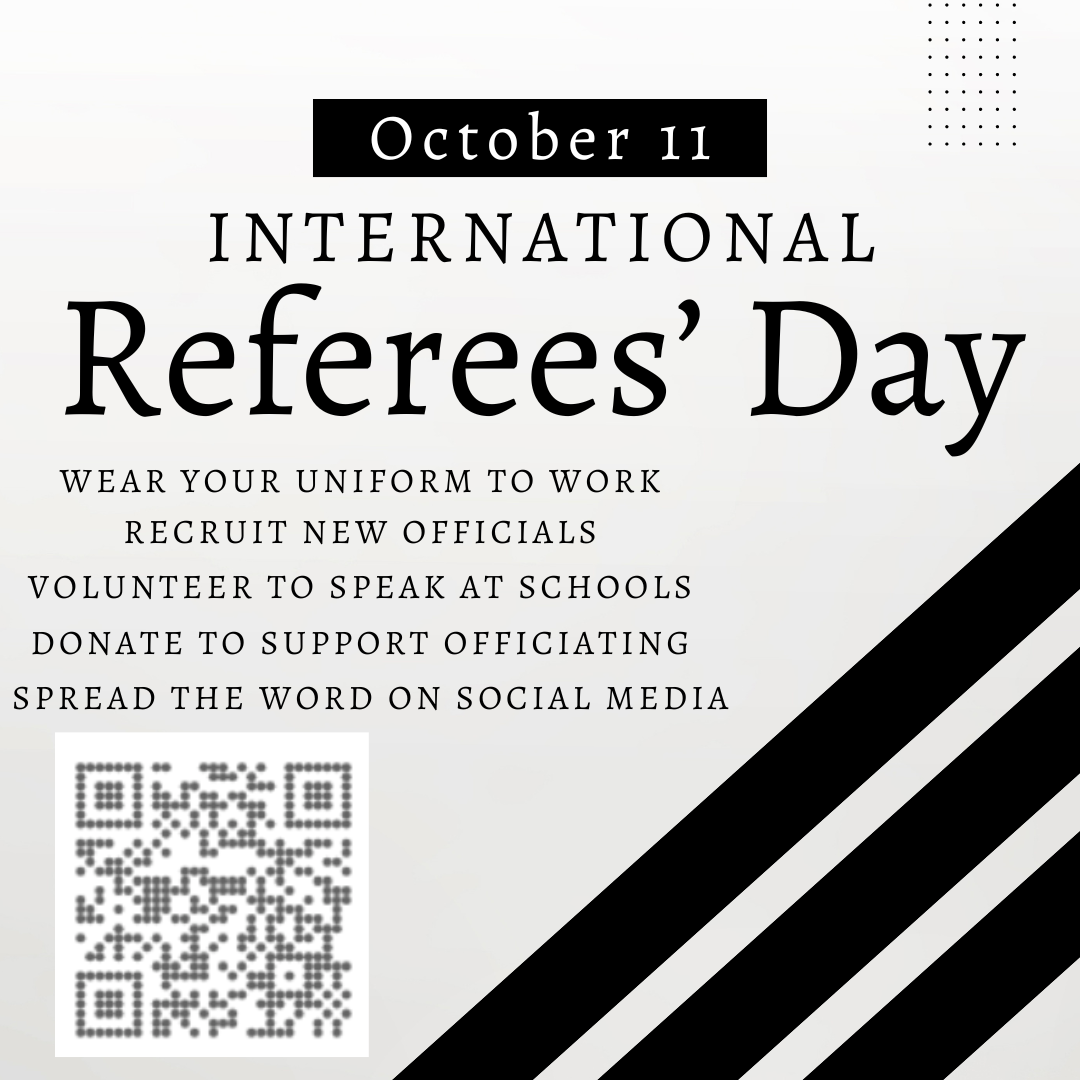 October 11
INTERNATIONAL
Referees’ Day
WEAR YOUR UNIFORM TO WORK
RECRUIT NEW OFFICIALS
VOLUNTEER TO SPEAK AT SCHOOLS
DONATE TO SUPPORT OFFICIATING
SPREAD THE WORD ON SOCIAL MEDIA